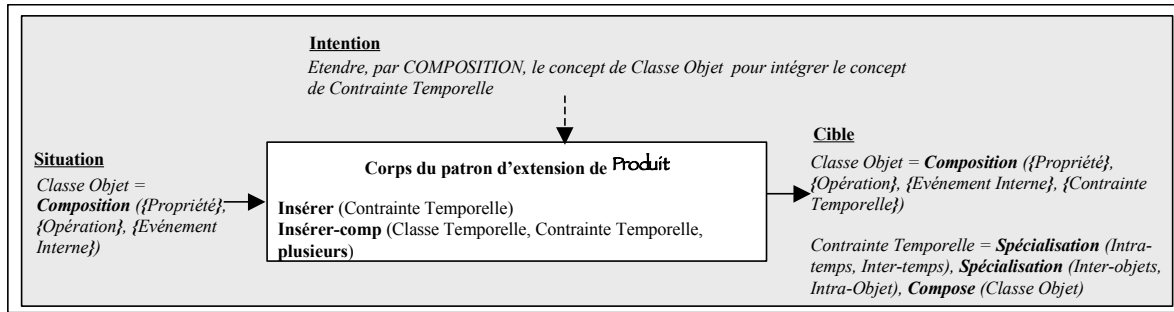 Intention
Etendre, par COMPOSITION, le concept de Classe Objet pour intégrer le concept
de Contrainte Temporelle
Situation
Classe Objet =
Composition ({Propriété},
{Opération}, {Evénement
Interne})
Corps du patron d'extension de Produit
Insérer (Contrainte Temporelle)
Insérer-comp (Classe Temporelle, Contrainte Temporelle,
plusieurs)
Cible
Classe Objet = Composition ({Propriété},
{Opération}, {Evénement Interne}, {Contrainte
Temporelle})
Contrainte Temporelle = Spécialisation (Intra-
temps, Inter-temps), Spécialisation (Inter-objets,
Intra-Objet), Compose (Classe Objet)